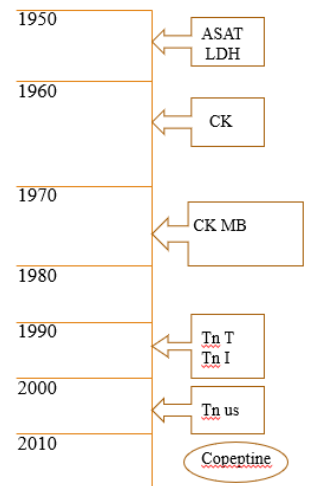 1950
ASAT
LDH
1960
CK
1970
CK MB
1980
1990
Tn T
Tn I
2000
Tn us
2010
Copeptine